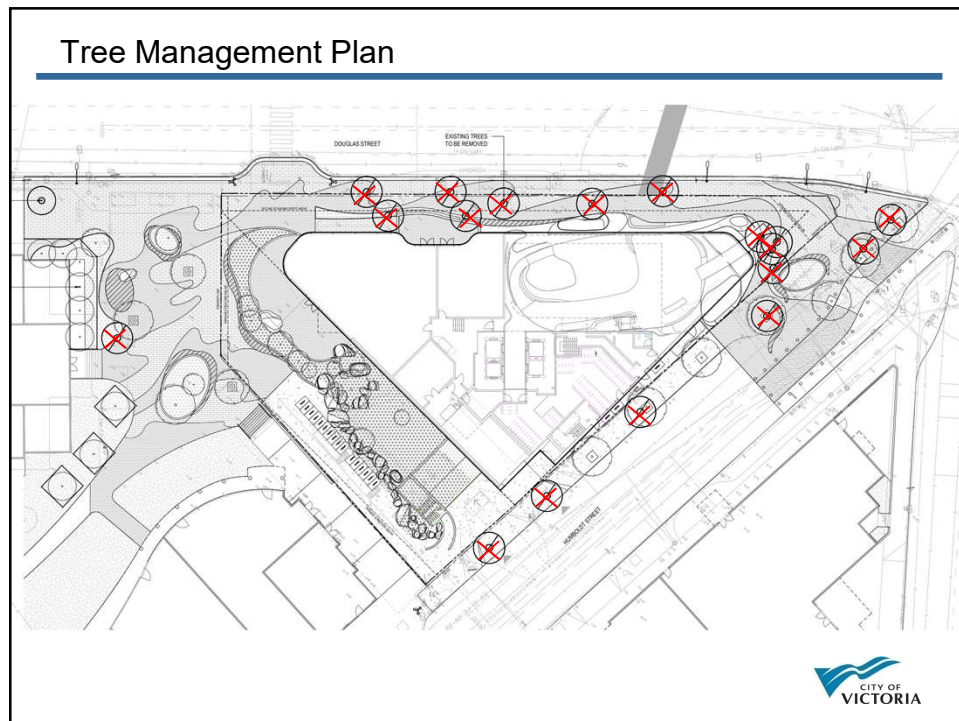 Tree Management Plan
DOUGLAS STREET
EXISTING TREES
TO BE REMOVED
HUMBOLDT STREET
CITY OF
VICTORIA